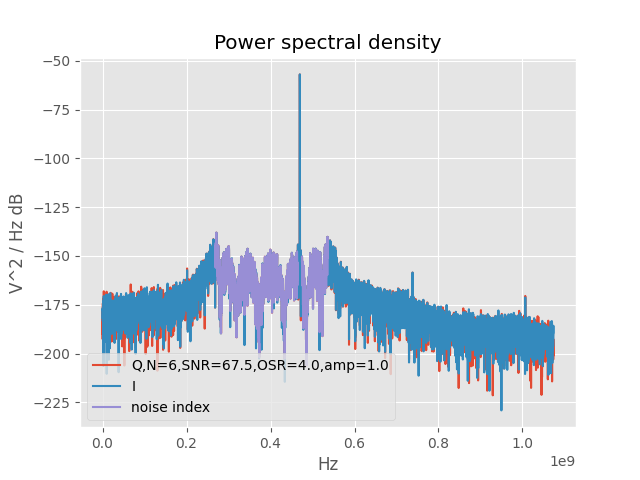 Power spectral density
V^2 / Hz dB
−50
−75
−100
−125
−150
−175
−200
−225
Q,N=6,SNR=67.5,OSR=4.0,amp=1.0
I
noise index
0.0 0.2 0.4 0.6 0.8 1.0
1e9
Hz